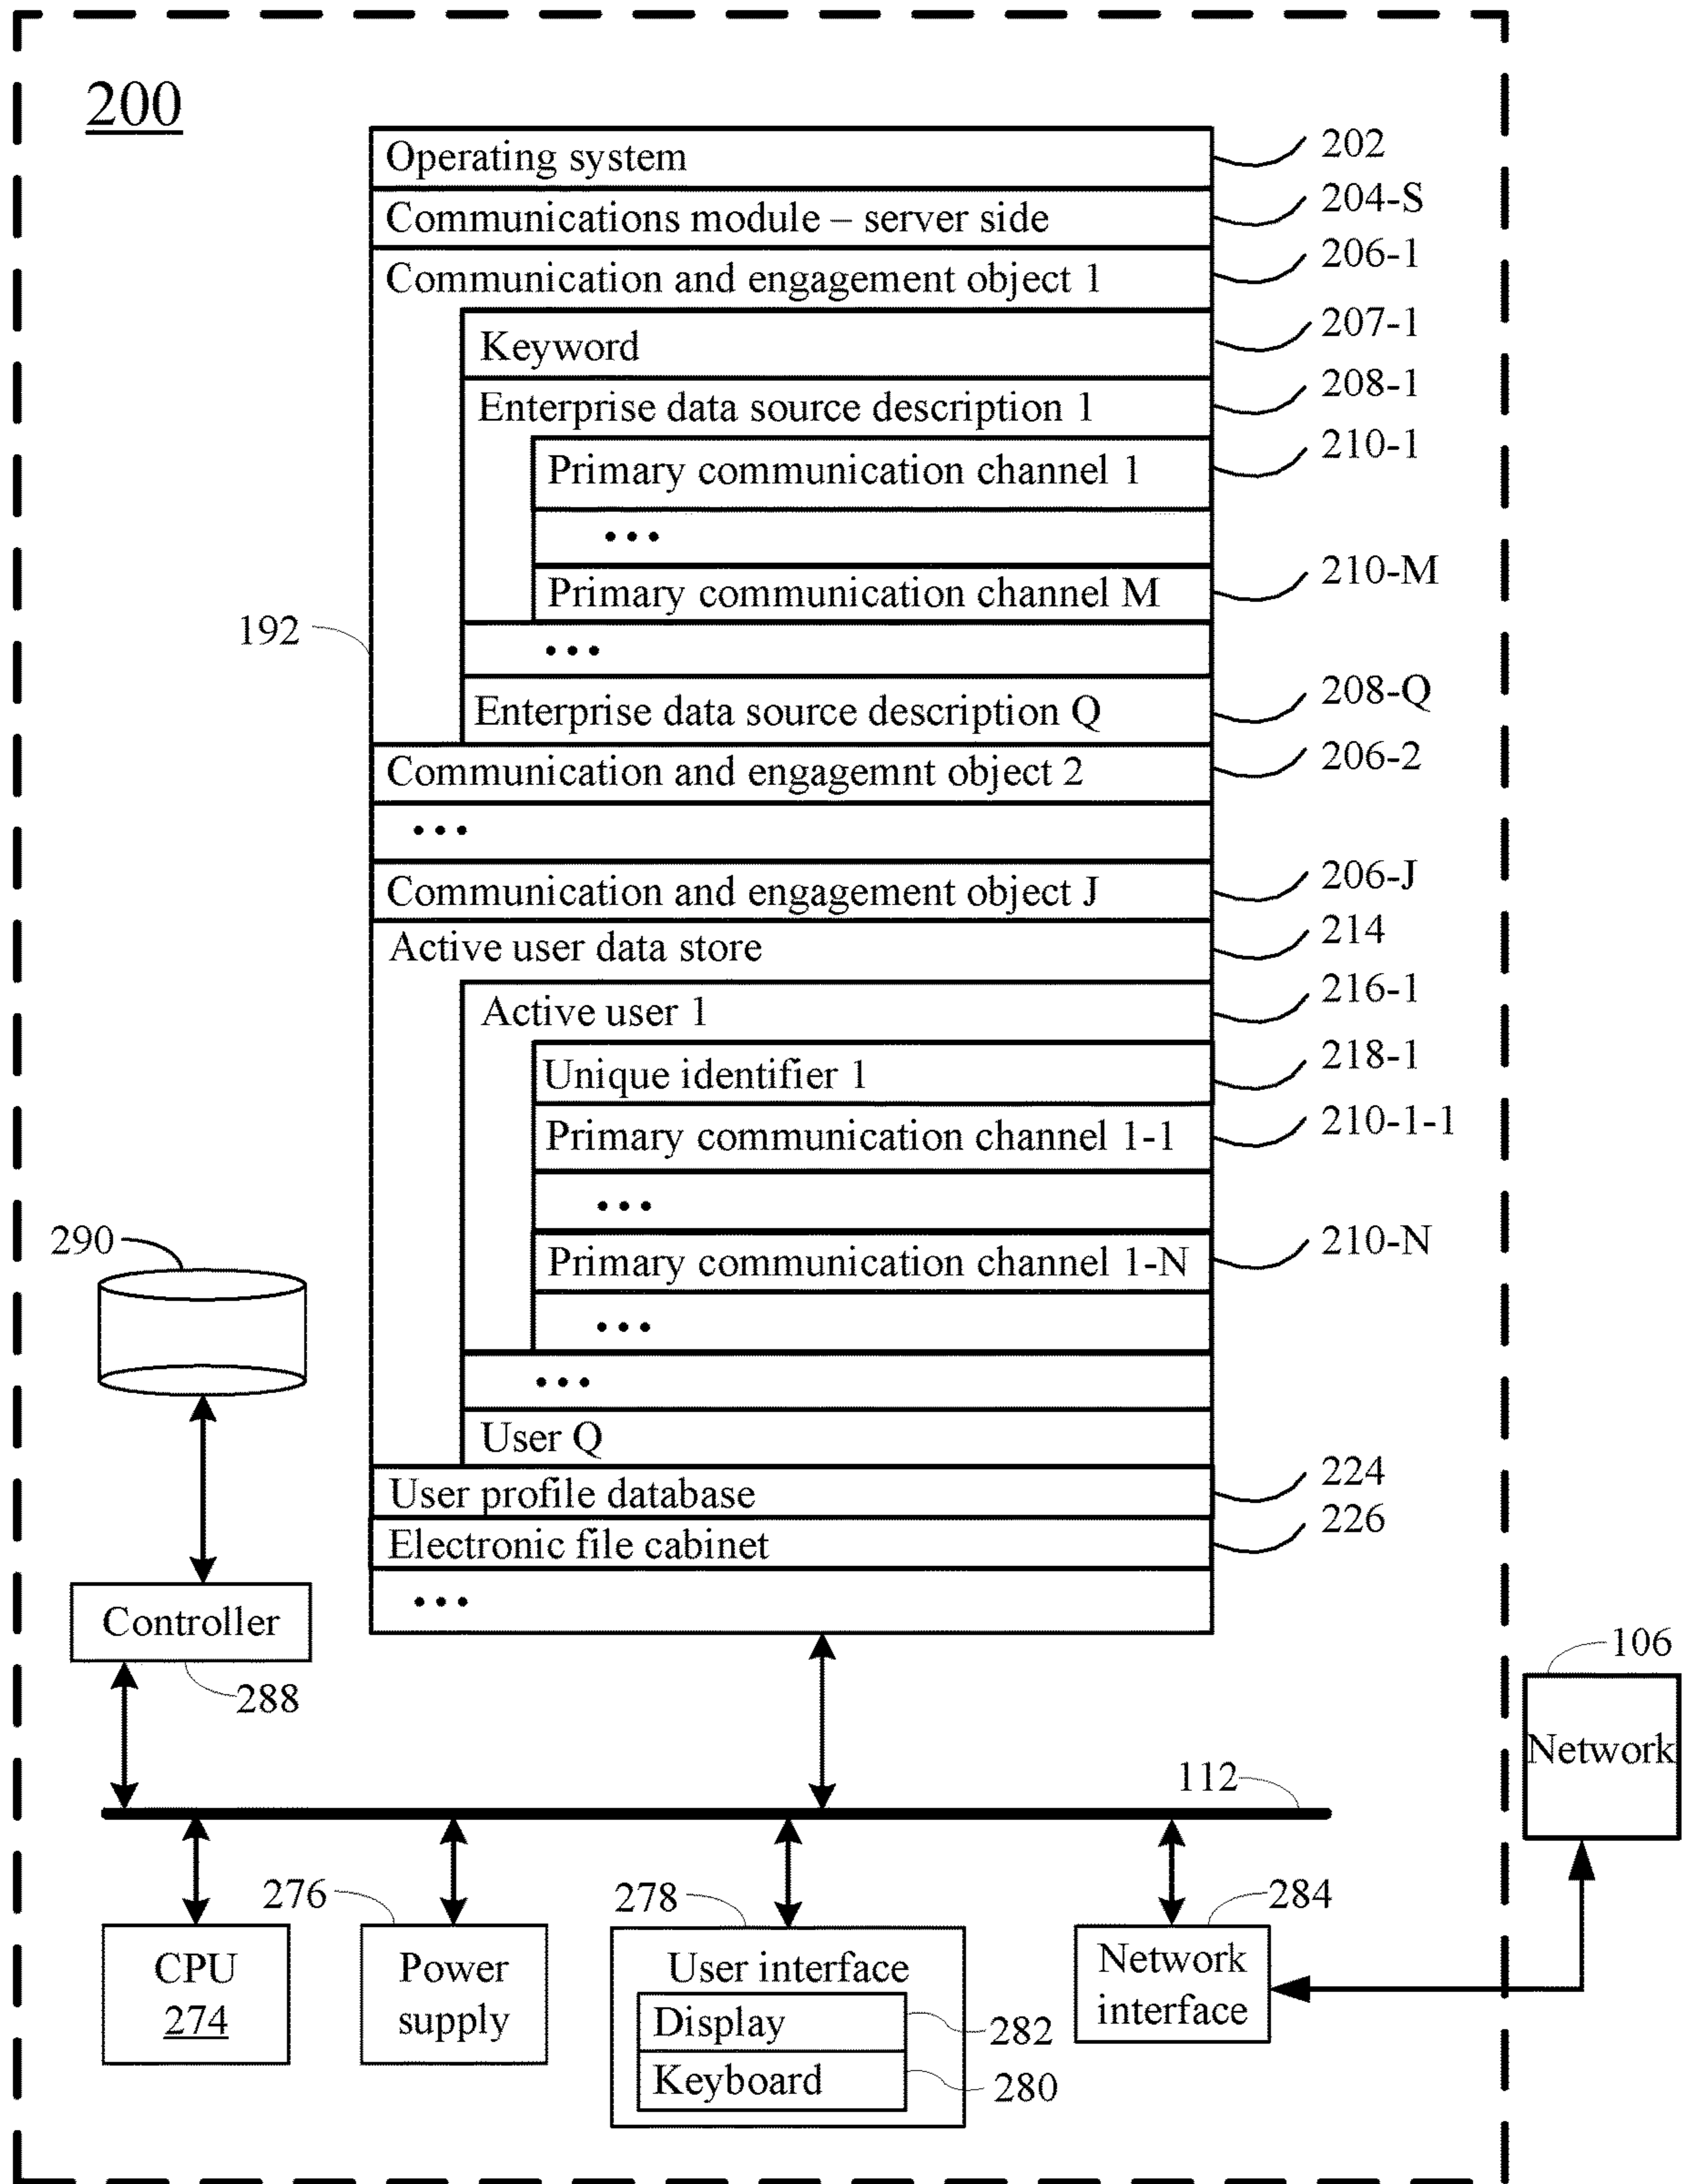 200
Operating system
202
Communications module – server side
204-S
Communication and engagement object 1
206-1
Keyword
207-1
Enterprise data source description 1
208-1
Primary communication channel 1
210-1
•••
Primary communication channel M
210-M
192
•••
Enterprise data source description Q
208-Q
Communication and engagemnt object 2
206-2
•••
Communication and engagement object J
206-J
Active user data store
214
Active user 1
216-1
Unique identifier 1
218-1
Primary communication channel 1-1
210-1-1
•••
Primary communication channel 1-N
210-N
•••
•••
User Q
User profile database
224
Electronic file cabinet
226
•••
290
Controller
288
106
Network
112
CPU
274
276
Power
supply
278
User interface
Display
282
Keyboard
280
284
Network
interface